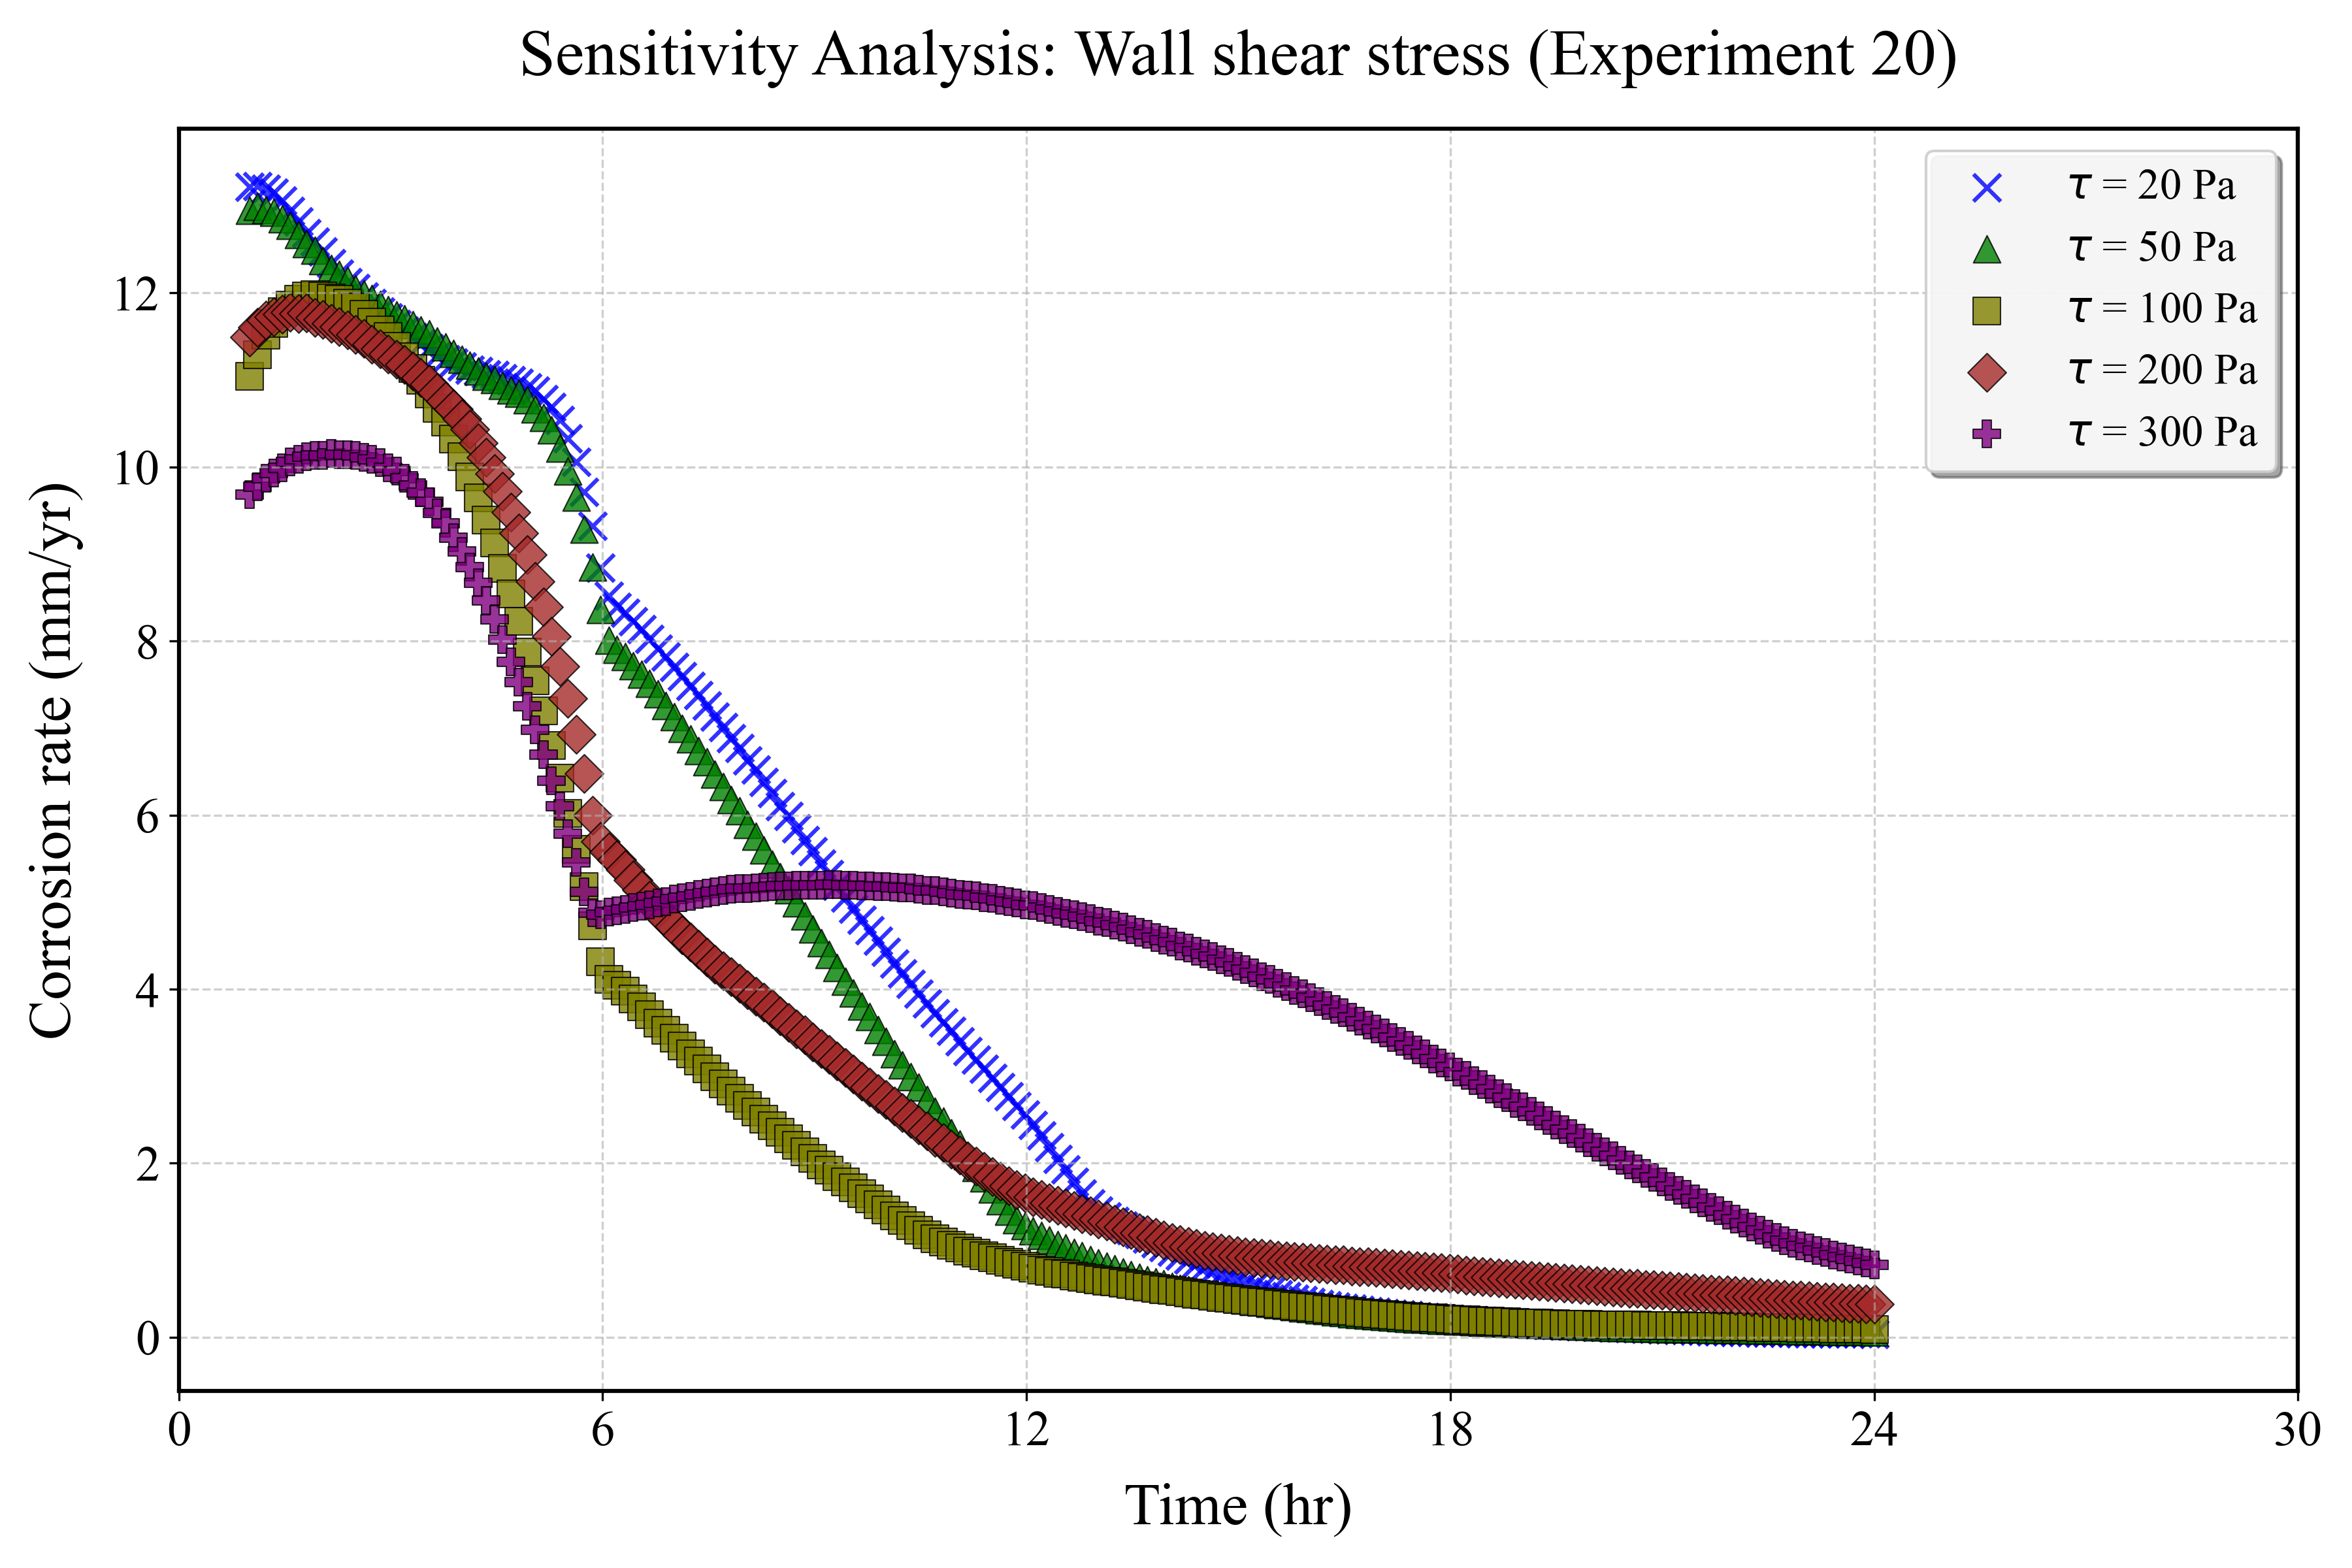 Sensitivity Analysis: Wall shear stress (Experiment 20)
τ = 20 Pa
τ = 50 Pa
τ = 100 Pa
τ = 200 Pa
τ = 300 Pa
Corrosion rate (mm/yr)
12
10
8
6
4
2
0
0 6 12 18 24 30
Time (hr)